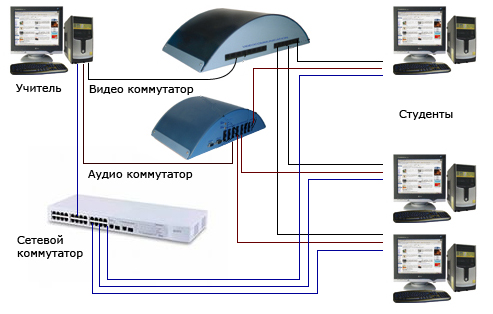 Учитель
Видео коммутатор
Студенты
Аудио коммутатор
Сетевой
коммутатор